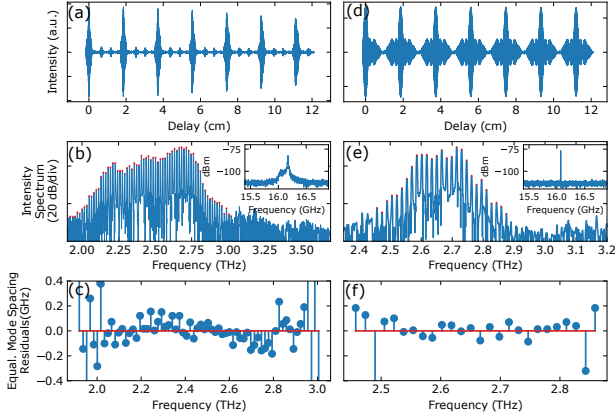 (a)
Intensity (a.u.)
0 2 4 6 8 10 12
Delay (cm)
(d)
0 2 4 6 8 10 12
Delay (cm)
(b)
Intensity
Spectrum
(20 dB/div)
dBm
−75
−100
15.5 16.0 16.5
Frequency (GHz)
2.00 2.25 2.50 2.75 3.00 3.25 3.50
Frequency (THz)
(e)
dBm
−75
−100
15.5 16.0 16.5
Frequency (GHz)
2.4 2.5 2.6 2.7 2.8 2.9 3.0 3.1 3.2
Frequency (THz)
(c)
Equal. Mode Spacing
Residuals(GHz)
0.4
0.2
0.0
−0.2
−0.4
2.0 2.2 2.4 2.6 2.8 3.0
Frequency (THz)
(f)
2.5 2.6 2.7 2.8
Frequency (THz)